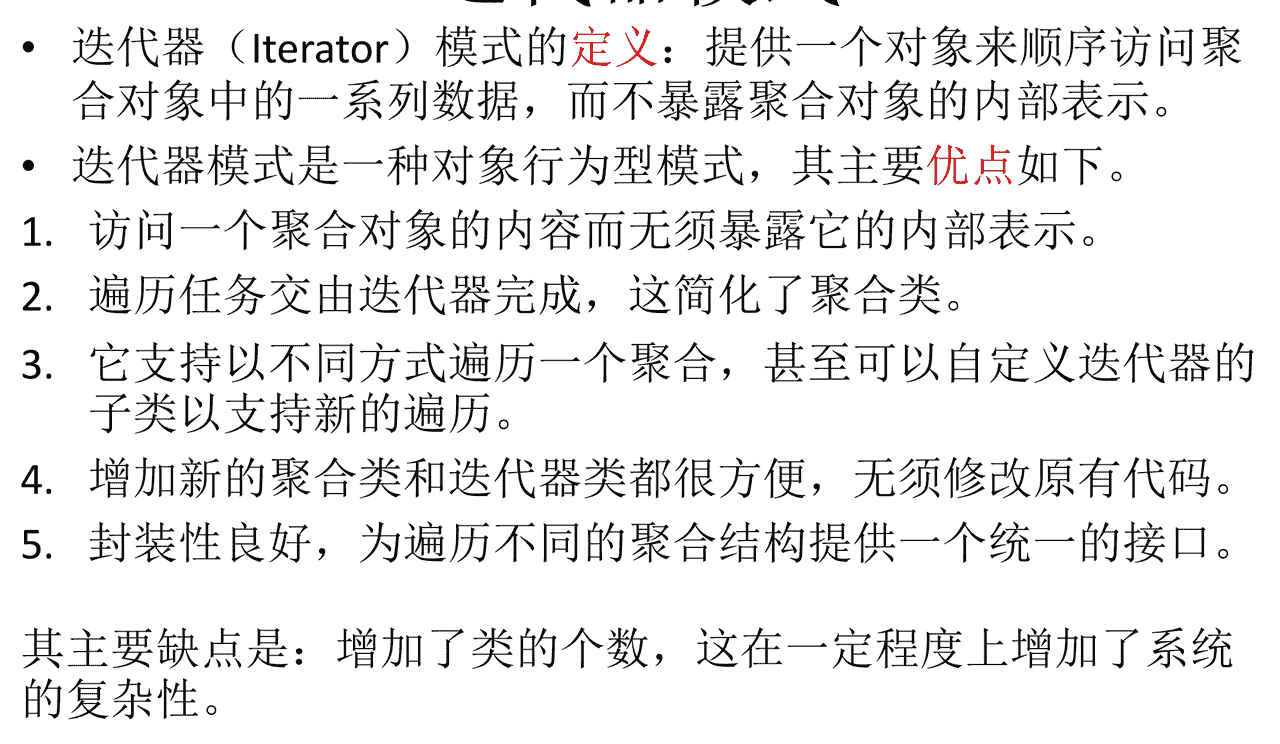 • 迭代器（Iterator）模式的定义：提供一个对象来顺序访问聚
合对象中的一系列数据，而不暴露聚合对象的内部表示。
• 迭代器模式是一种对象行为型模式，其主要优点如下。
1. 访问一个聚合对象的内容而无须暴露它的内部表示。
2. 遍历任务交由迭代器完成，这简化了聚合类。
3. 它支持以不同方式遍历一个聚合，甚至可以自定义迭代器的
子类以支持新的遍历。
4. 增加新的聚合类和迭代器类都很方便，无须修改原有代码。
5. 封装性良好，为遍历不同的聚合结构提供一个统一的接口。
其主要缺点是：增加了类的个数，这在一定程度上增加了系统
的复杂性。